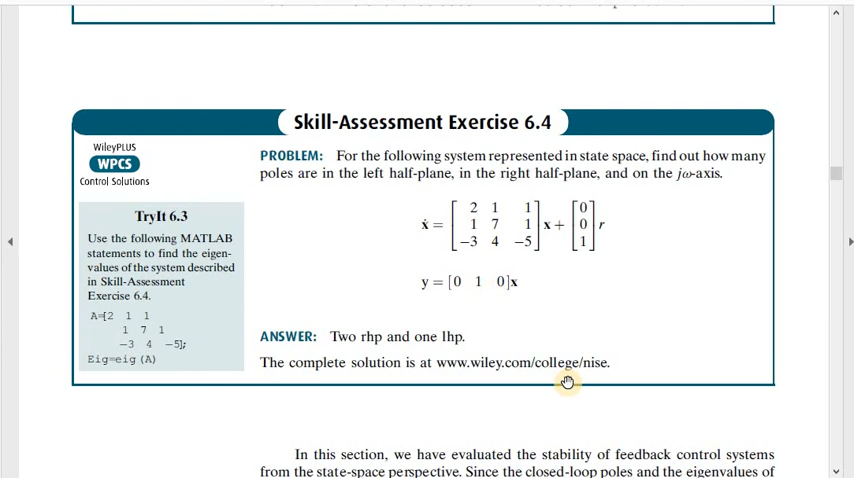 Skill-Assessment Exercise 6.4
WileyPLUS
WPCS
Control Solutions
PROBLEM: For the following system represented in state space, find out how many
poles are in the left half-plane, in the right half-plane, and on the jω-axis.
ẋ = [2 1 1
1 7 1
−3 4 −5] x + [0
0
1] r
y = [0 1 0]x
TryIt 6.3
Use the following MATLAB
statements to find the eigen-
values of the system described
in Skill-Assessment
Exercise 6.4.
A=[2 1 1
1 7 1
−3 4 −5];
Eig=eig (A)
ANSWER: Two rhp and one lhp.
The complete solution is at www.wiley.com/college/nise.
In this section, we have evaluated the stability of feedback control systems
from the state-space perspective. Since the closed-loop poles and the eigenvalues of